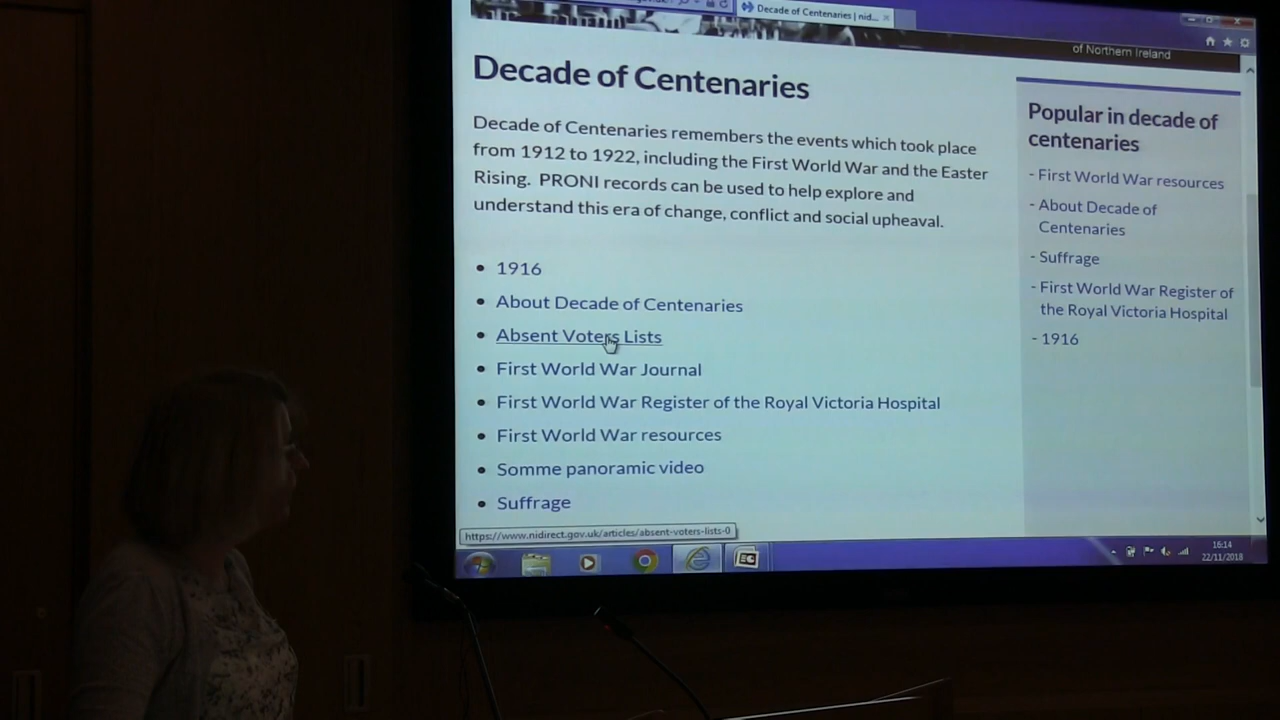 Decade of Centenaries | nid...
of Northern Ireland
Decade of Centenaries
Decade of Centenaries remembers the events which took place
from 1912 to 1922, including the First World War and the Easter
Rising. PRONI records can be used to help explore and
understand this era of change, conflict and social upheaval.
• 1916
• About Decade of Centenaries
• Absent Voters Lists
• First World War Journal
• First World War Register of the Royal Victoria Hospital
• First World War resources
• Somme panoramic video
• Suffrage
Popular in decade of
centenaries
- First World War resources
- About Decade of
Centenaries
- Suffrage
- First World War Register of
the Royal Victoria Hospital
- 1916
https://www.nidirect.gov.uk/articles/absent-voters-lists-0
16:14
22/11/2018